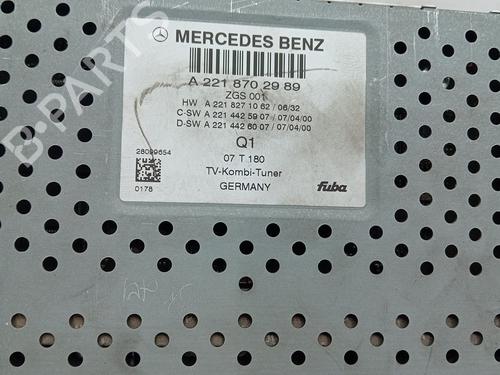 MERCEDES BENZ
A 221 870 29 89
ZGS 001
HW A 221 827 10 62 / 06/32
C-SW A 221 442 59 07 / 07/04/00
D-SW A 221 442 60 07 / 07/04/00
Q1
28099654
07 T 180
TV-Kombi-Tuner
0178
GERMANY
fuba
B-PARTS